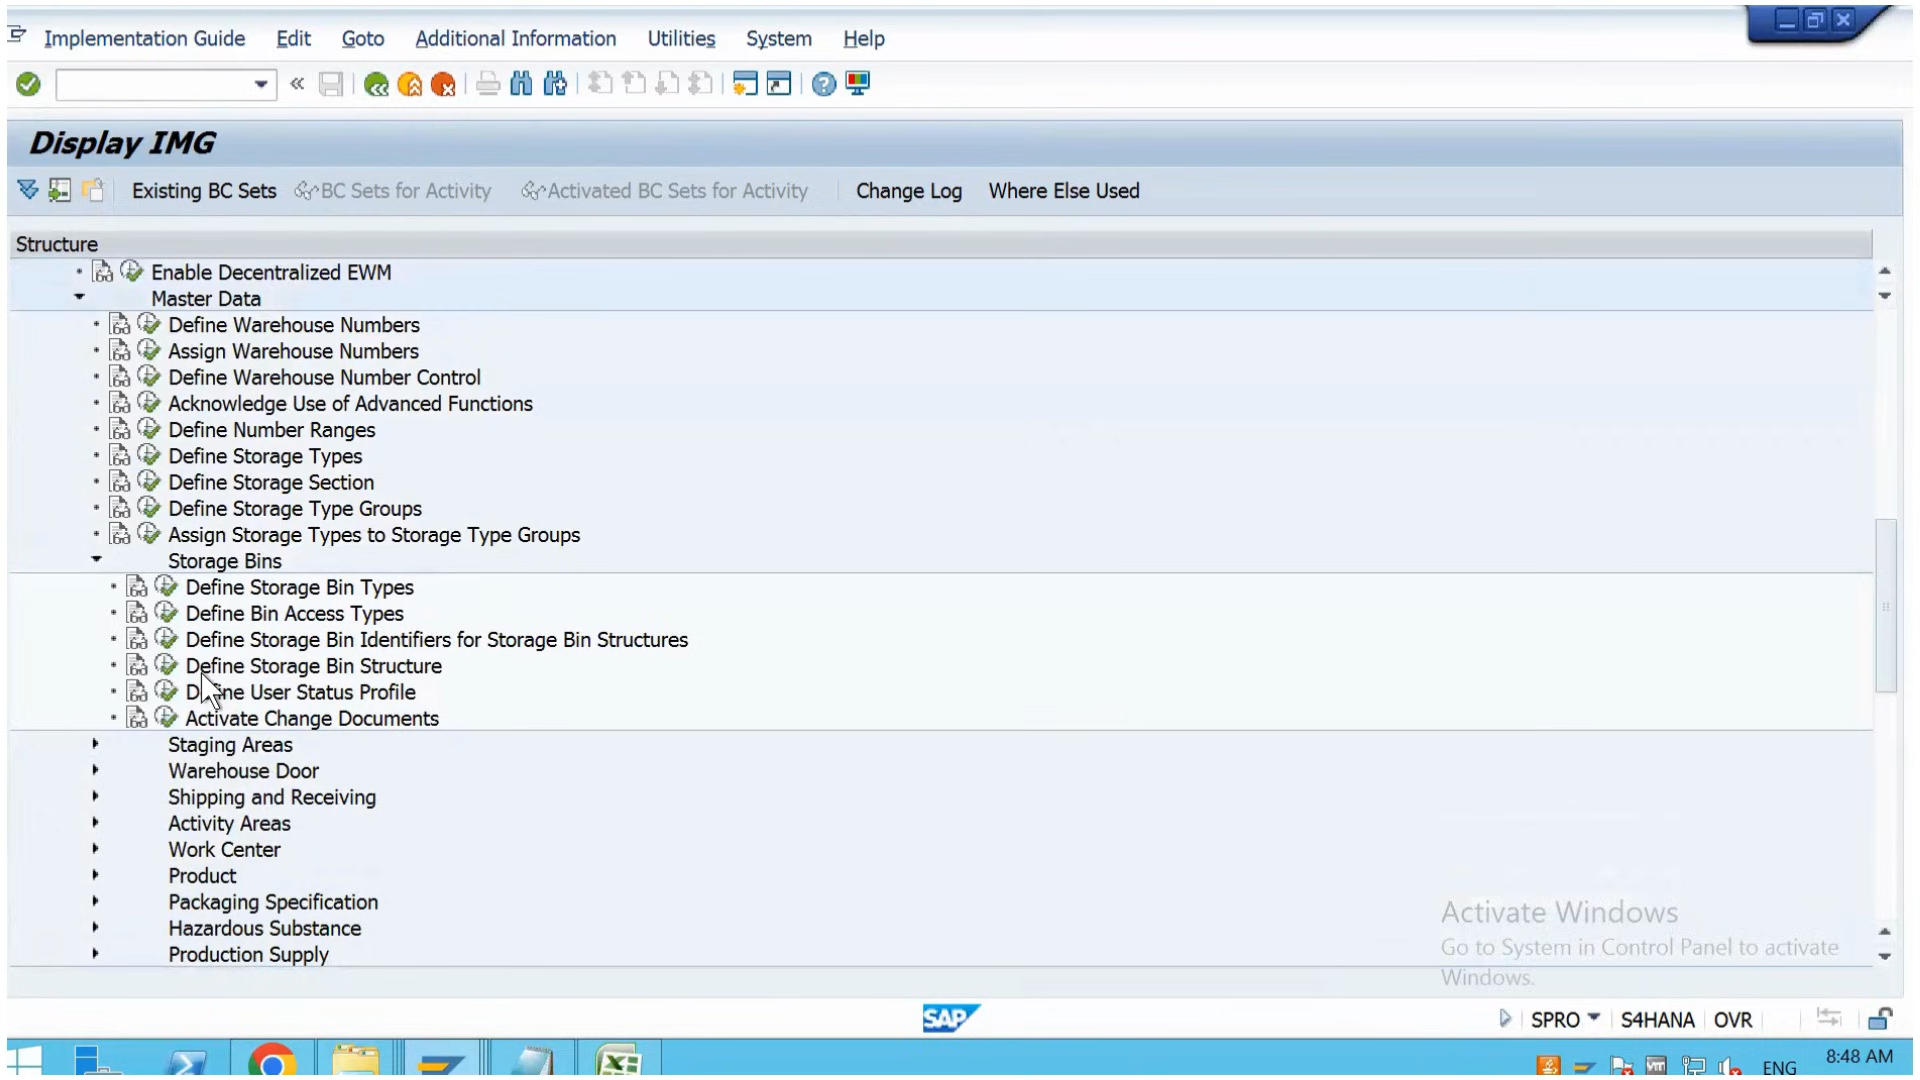 Implementation Guide Edit Goto Additional Information Utilities System Help
Display IMG
Existing BC Sets BC Sets for Activity Activated BC Sets for Activity Change Log Where Else Used
Structure
Enable Decentralized EWM
Master Data
Define Warehouse Numbers
Assign Warehouse Numbers
Define Warehouse Number Control
Acknowledge Use of Advanced Functions
Define Number Ranges
Define Storage Types
Define Storage Section
Define Storage Type Groups
Assign Storage Types to Storage Type Groups
Storage Bins
Define Storage Bin Types
Define Bin Access Types
Define Storage Bin Identifiers for Storage Bin Structures
Define Storage Bin Structure
Define User Status Profile
Activate Change Documents
Staging Areas
Warehouse Door
Shipping and Receiving
Activity Areas
Work Center
Product
Packaging Specification
Hazardous Substance
Production Supply
Activate Windows
Go to System in Control Panel to activate
Windows.
SAP SPRO S4HANA OVR
ENG 8:48 AM